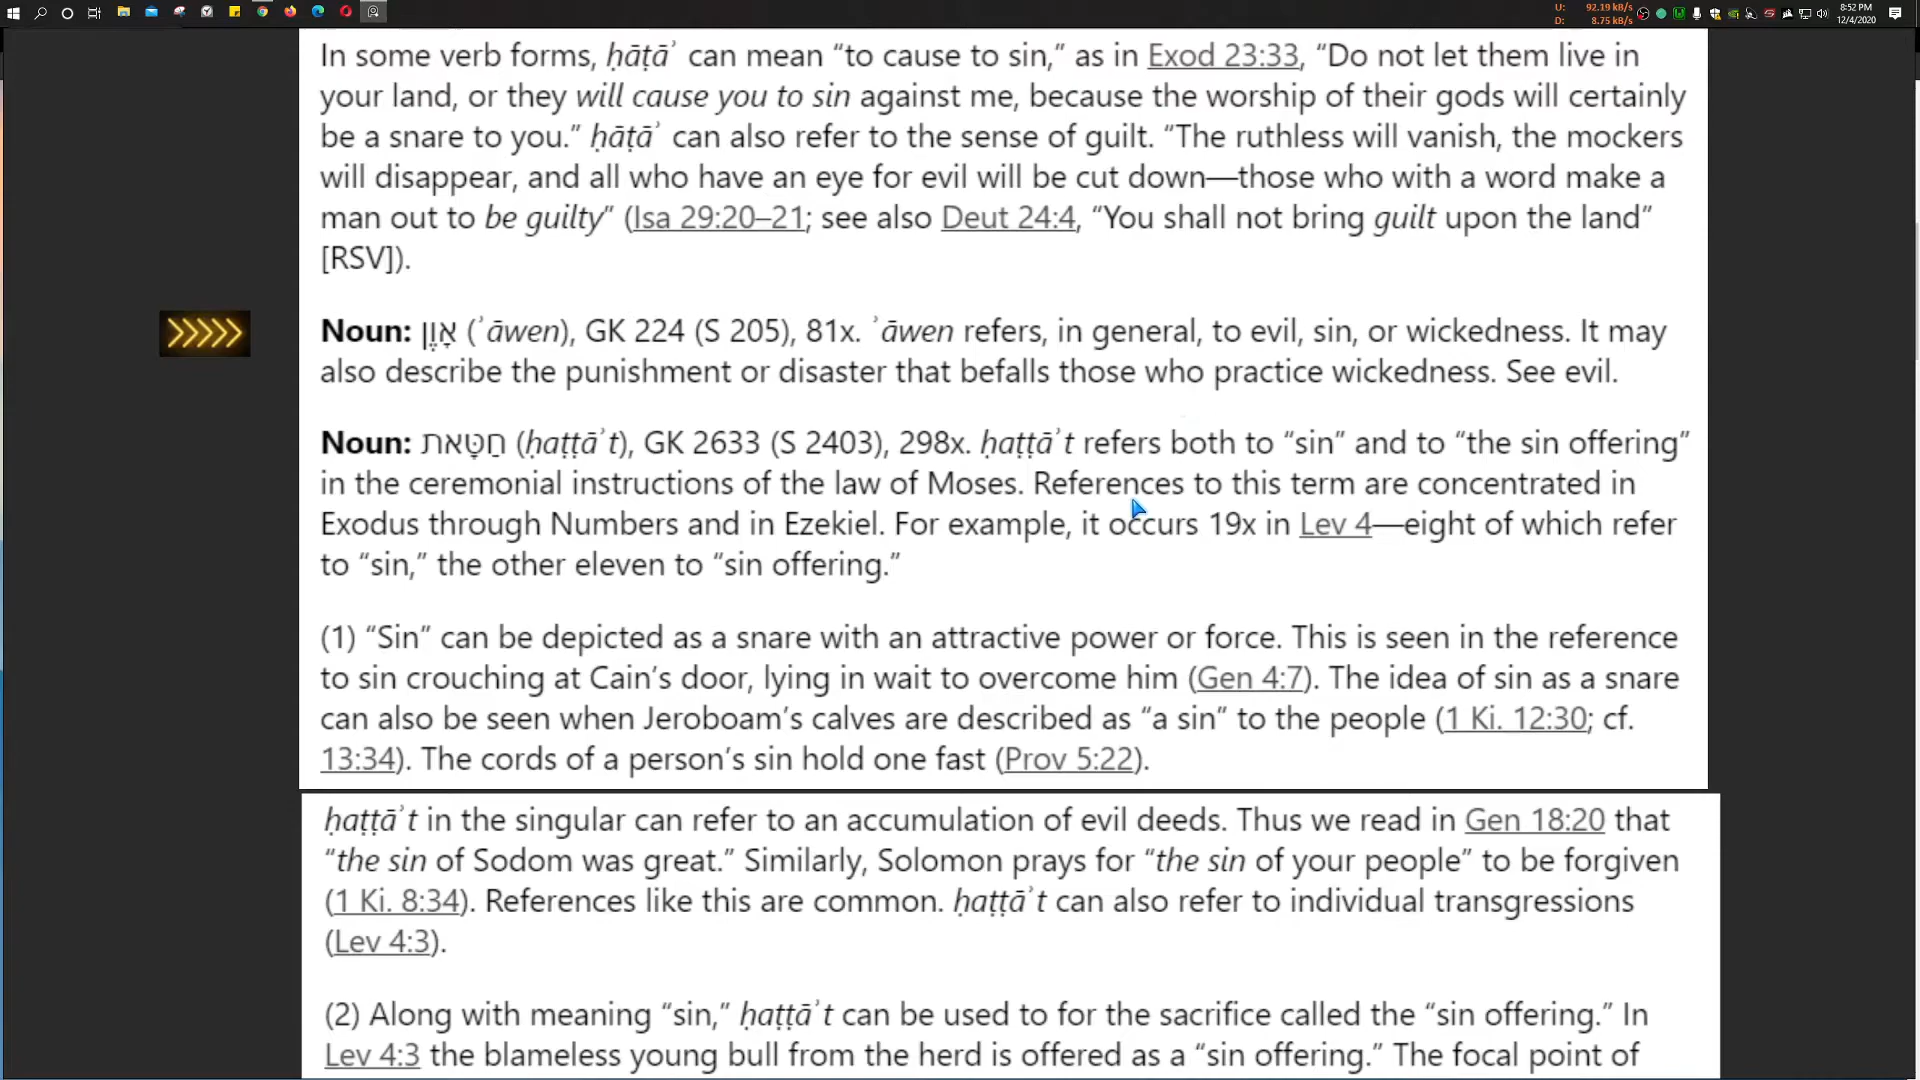 U: 92.19 kB/s
D: 8.75 kB/s
8:52 PM
12/4/2020
In some verb forms, ḥāṭāʾ can mean “to cause to sin,” as in Exod 23:33, “Do not let them live in
your land, or they will cause you to sin against me, because the worship of their gods will certainly
be a snare to you.” ḥāṭāʾ can also refer to the sense of guilt. “The ruthless will vanish, the mockers
will disappear, and all who have an eye for evil will be cut down—those who with a word make a
man out to be guilty” (Isa 29:20–21; see also Deut 24:4, “You shall not bring guilt upon the land”
[RSV]).
Noun: אָוֶן (ʾāwen), GK 224 (S 205), 81x. ʾāwen refers, in general, to evil, sin, or wickedness. It may
also describe the punishment or disaster that befalls those who practice wickedness. See evil.
Noun: חַטָּאת (ḥaṭṭāʾt), GK 2633 (S 2403), 298x. ḥaṭṭāʾt refers both to “sin” and to “the sin offering”
in the ceremonial instructions of the law of Moses. References to this term are concentrated in
Exodus through Numbers and in Ezekiel. For example, it occurs 19x in Lev 4—eight of which refer
to “sin,” the other eleven to “sin offering.”
(1) “Sin” can be depicted as a snare with an attractive power or force. This is seen in the reference
to sin crouching at Cain’s door, lying in wait to overcome him (Gen 4:7). The idea of sin as a snare
can also be seen when Jeroboam’s calves are described as “a sin” to the people (1 Ki. 12:30; cf.
13:34). The cords of a person’s sin hold one fast (Prov 5:22).
ḥaṭṭāʾt in the singular can refer to an accumulation of evil deeds. Thus we read in Gen 18:20 that
“the sin of Sodom was great.” Similarly, Solomon prays for “the sin of your people” to be forgiven
(1 Ki. 8:34). References like this are common. ḥaṭṭāʾt can also refer to individual transgressions
(Lev 4:3).
(2) Along with meaning “sin,” ḥaṭṭāʾt can be used to for the sacrifice called the “sin offering.” In
Lev 4:3 the blameless young bull from the herd is offered as a “sin offering.” The focal point of